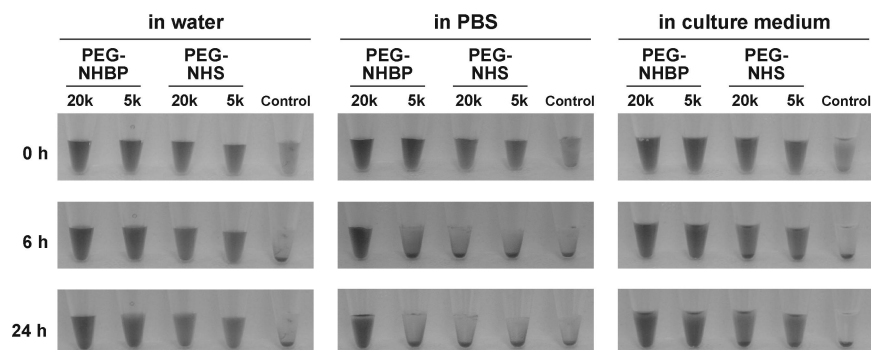 in water
in PBS
in culture medium
PEG-
NHBP
PEG-
NHS
PEG-
NHBP
PEG-
NHS
PEG-
NHBP
PEG-
NHS
20k 5k 20k 5k Control
20k 5k 20k 5k Control
20k 5k 20k 5k Control
0 h
6 h
24 h